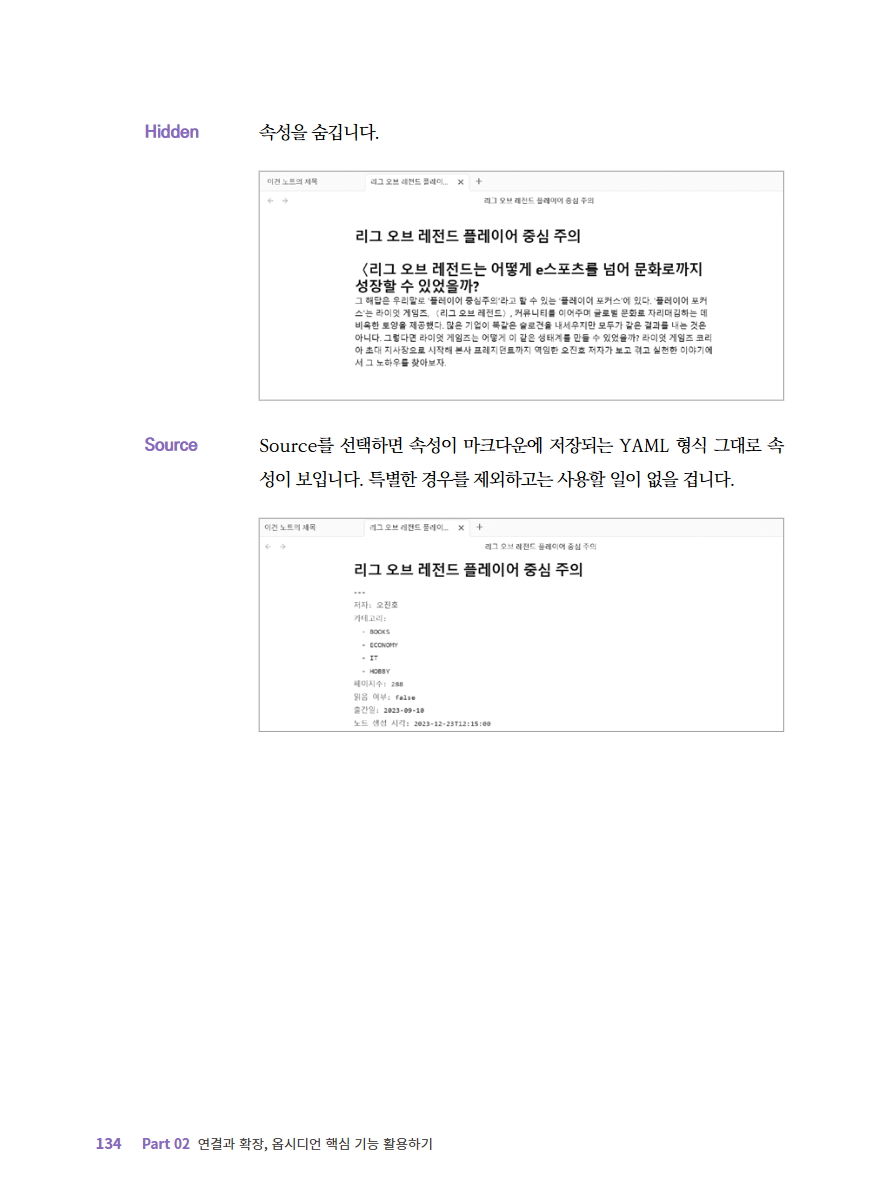 Hidden 속성을 숨깁니다.
이건 노트의 제목 리그 오브 레전드 플레이... × +
← → 리그 오브 레전드 플레이어 중심 주의
리그 오브 레전드 플레이어 중심 주의
〈리그 오브 레전드는 어떻게 e스포츠를 넘어 문화로까지
성장할 수 있었을까?
그 해답은 우리말로 '플레이어 중심주의'라고 할 수 있는 '플레이어 포커스'에 있다. '플레이어 포커
스'는 라이엇 게임즈, 〈리그 오브 레전드〉, 커뮤니티를 이어주며 글로벌 문화로 자리매김하는 데
비옥한 토양을 제공했다. 많은 기업이 똑같은 슬로건을 내세우지만 모두가 같은 결과를 내는 것은
아니다. 그렇다면 라이엇 게임즈는 어떻게 이 같은 생태계를 만들 수 있었을까? 라이엇 게임즈 코리
아 초대 지사장으로 시작해 본사 프레지던트까지 역임한 오진호 저자가 보고 겪고 실천한 이야기에
서 그 노하우를 찾아보자.
Source Source를 선택하면 속성이 마크다운에 저장되는 YAML 형식 그대로 속
성이 보입니다. 특별한 경우를 제외하고는 사용할 일이 없을 겁니다.
이건 노트의 제목 리그 오브 레전드 플레이... × +
← → 리그 오브 레전드 플레이어 중심 주의
리그 오브 레전드 플레이어 중심 주의
---
저자: 오진호
카테고리:
- BOOKS
- ECONOMY
- IT
- HOBBY
페이지수: 268
읽음 여부: false
출간일: 2023-09-10
노트 생성 시각: 2023-12-23T12:15:00
134 Part 02 연결과 확장, 옵시디언 핵심 기능 활용하기